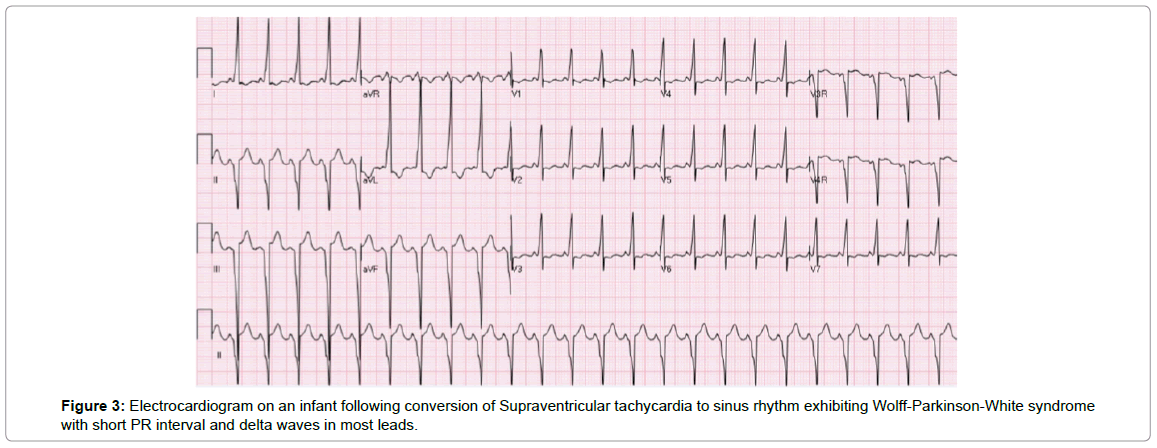 I aVR V1 V4 V3R
II aVL V2 V5 V4R
III aVF V3 V6 V7
II
Figure 3: Electrocardiogram on an infant following conversion of Supraventricular tachycardia to sinus rhythm exhibiting Wolff-Parkinson-White syndrome
with short PR interval and delta waves in most leads.